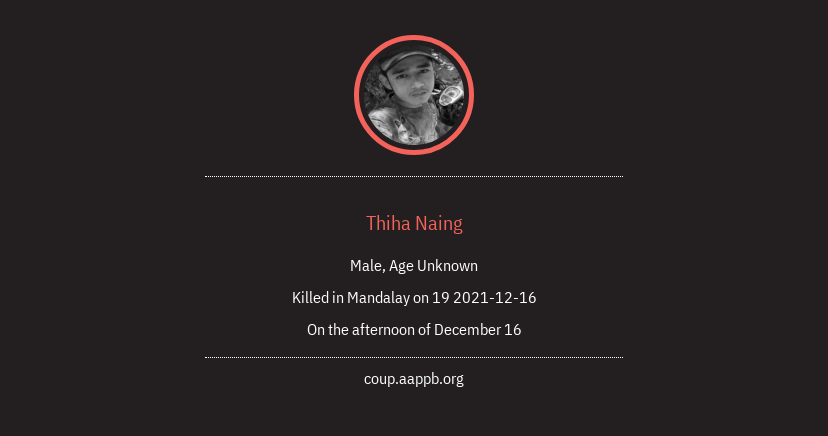 Thiha Naing
Male, Age Unknown
Killed in Mandalay on 19 2021-12-16
On the afternoon of December 16
coup.aappb.org